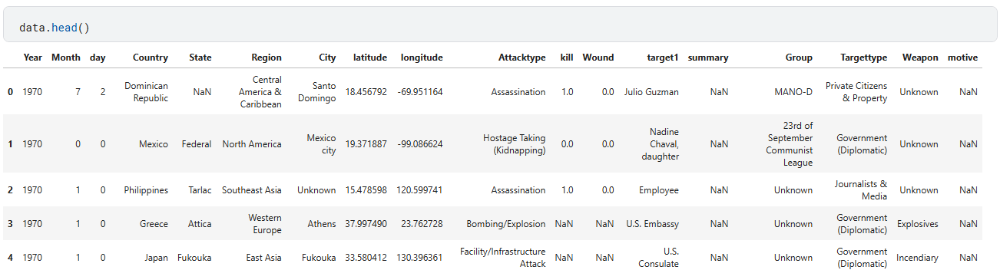 data.head()
Year Month day Country State Region City latitude longitude Attacktype kill Wound target1 summary Group Targettype Weapon motive
0 1970 7 2 Dominican Republic NaN Central America & Caribbean Santo Domingo 18.456792 -69.951164 Assassination 1.0 0.0 Julio Guzman NaN MANO-D Private Citizens & Property Unknown NaN
1 1970 0 0 Mexico Federal North America Mexico city 19.371887 -99.086624 Hostage Taking (Kidnapping) 0.0 0.0 Nadine Chaval, daughter NaN 23rd of September Communist League Government (Diplomatic) Unknown NaN
2 1970 1 0 Philippines Tarlac Southeast Asia Unknown 15.478598 120.599741 Assassination 1.0 0.0 Employee NaN Unknown Journalists & Media Unknown NaN
3 1970 1 0 Greece Attica Western Europe Athens 37.997490 23.762728 Bombing/Explosion NaN NaN U.S. Embassy NaN Unknown Government (Diplomatic) Explosives NaN
4 1970 1 0 Japan Fukouka East Asia Fukouka 33.580412 130.396361 Facility/Infrastructure Attack NaN NaN U.S. Consulate NaN Unknown Government (Diplomatic) Incendiary NaN